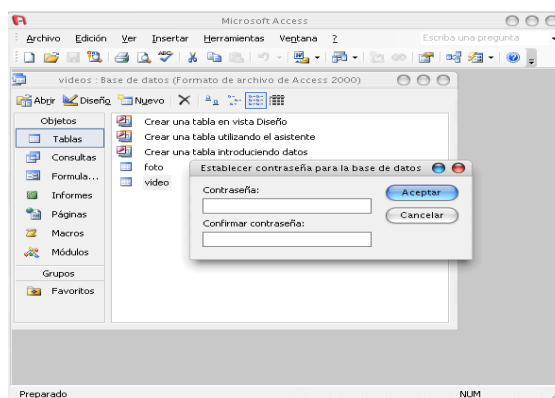 Microsoft Access
Archivo Edición Ver Insertar Herramientas Ventana ? Escriba una pregunta
videos : Base de datos (Formato de archivo de Access 2000)
Abrir Diseño Nuevo
Objetos
Tablas
Consultas
Formula...
Informes
Páginas
Macros
Módulos
Grupos
Favoritos
Crear una tabla en vista Diseño
Crear una tabla utilizando el asistente
Crear una tabla introduciendo datos
foto
video
Establecer contraseña para la base de datos
Contraseña:
Confirmar contraseña:
Aceptar
Cancelar
Preparado NUM